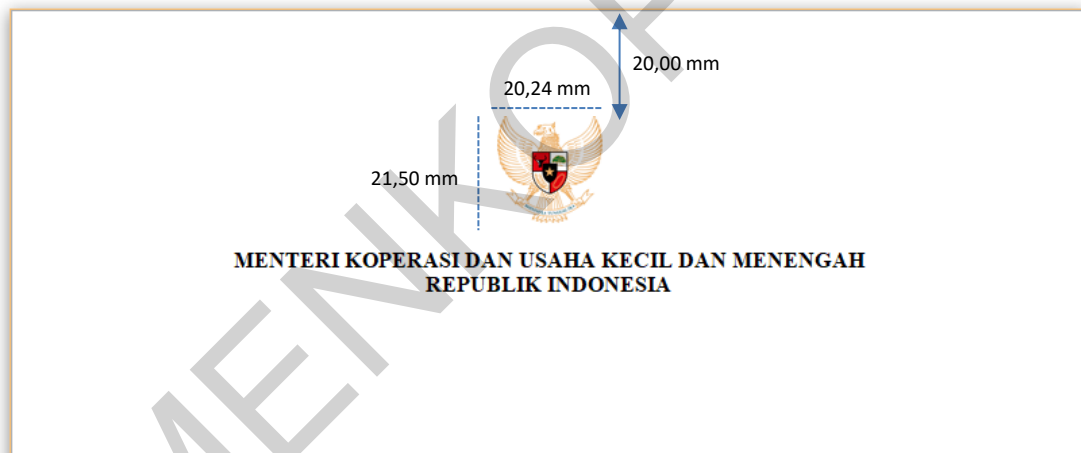 20,00 mm
20,24 mm
21,50 mm
MENTERI KOPERASI DAN USAHA KECIL DAN MENENGAH
REPUBLIK INDONESIA
MENKOP